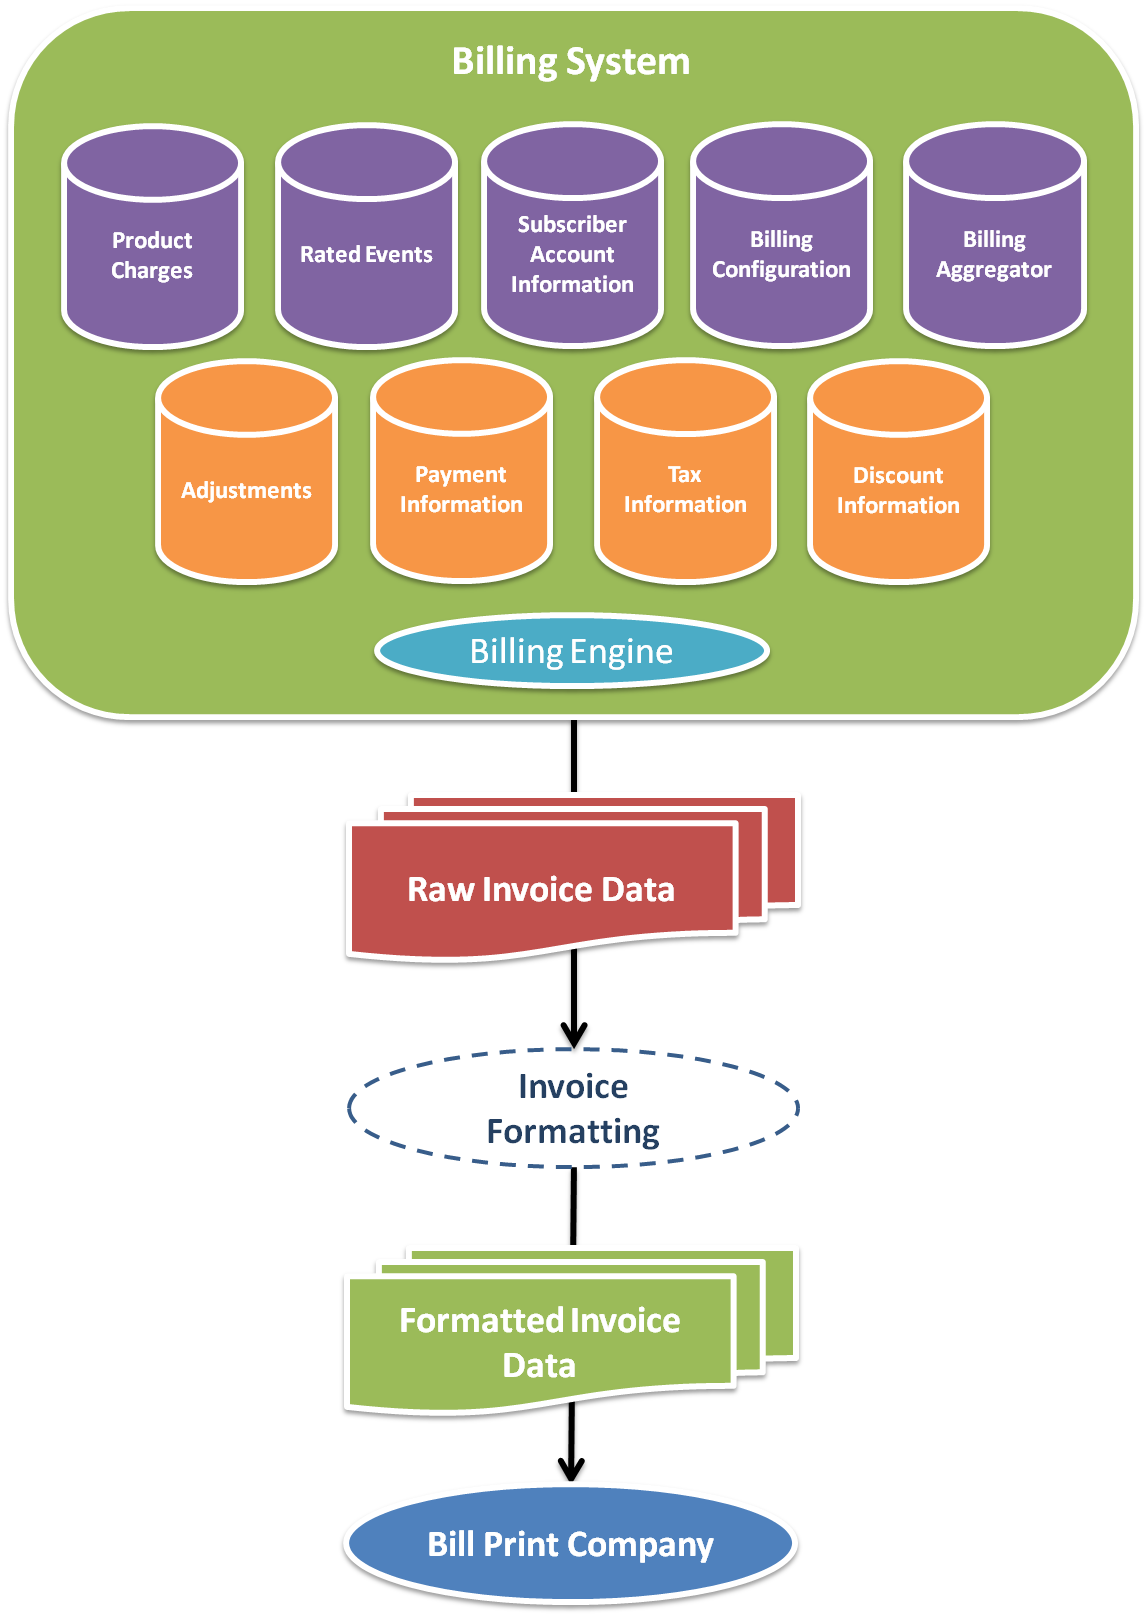 Billing System
Product
Charges
Rated Events
Subscriber
Account
Information
Billing
Configuration
Billing
Aggregator
Adjustments
Payment
Information
Tax
Information
Discount
Information
Billing Engine
Raw Invoice Data
Invoice
Formatting
Formatted Invoice
Data
Bill Print Company